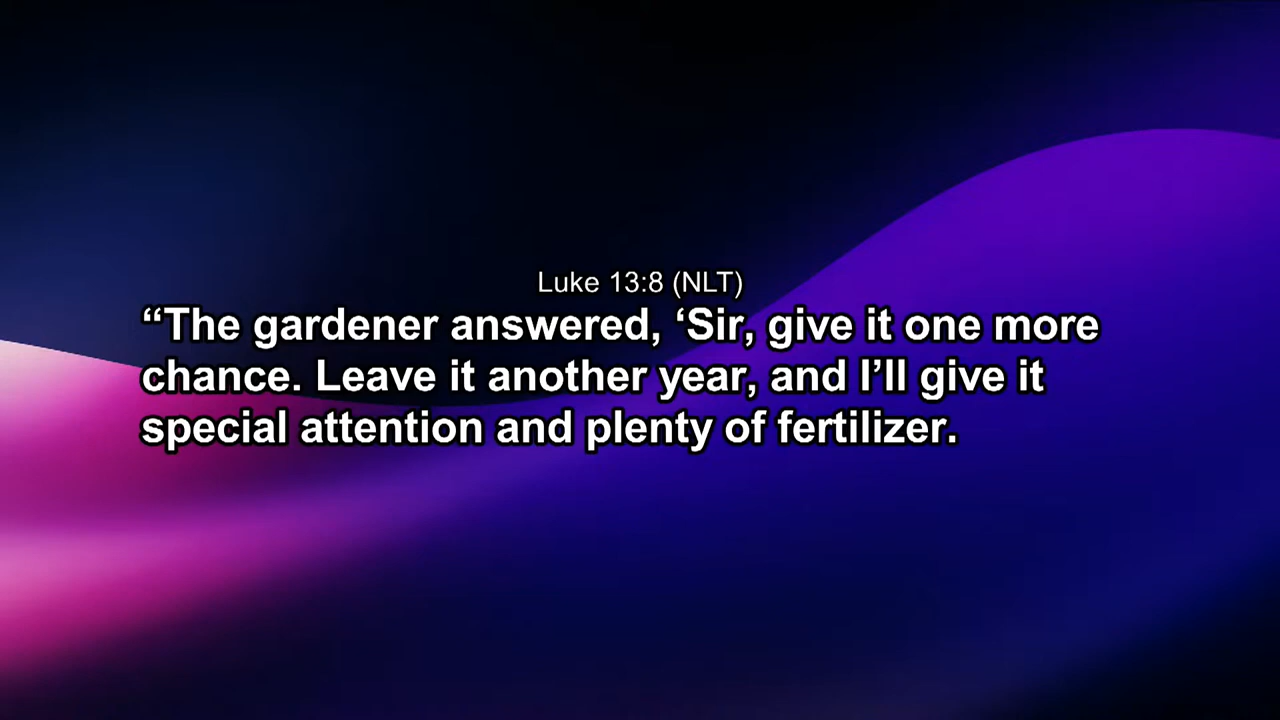 Luke 13:8 (NLT)
“The gardener answered, ‘Sir, give it one more
chance. Leave it another year, and I’ll give it
special attention and plenty of fertilizer.